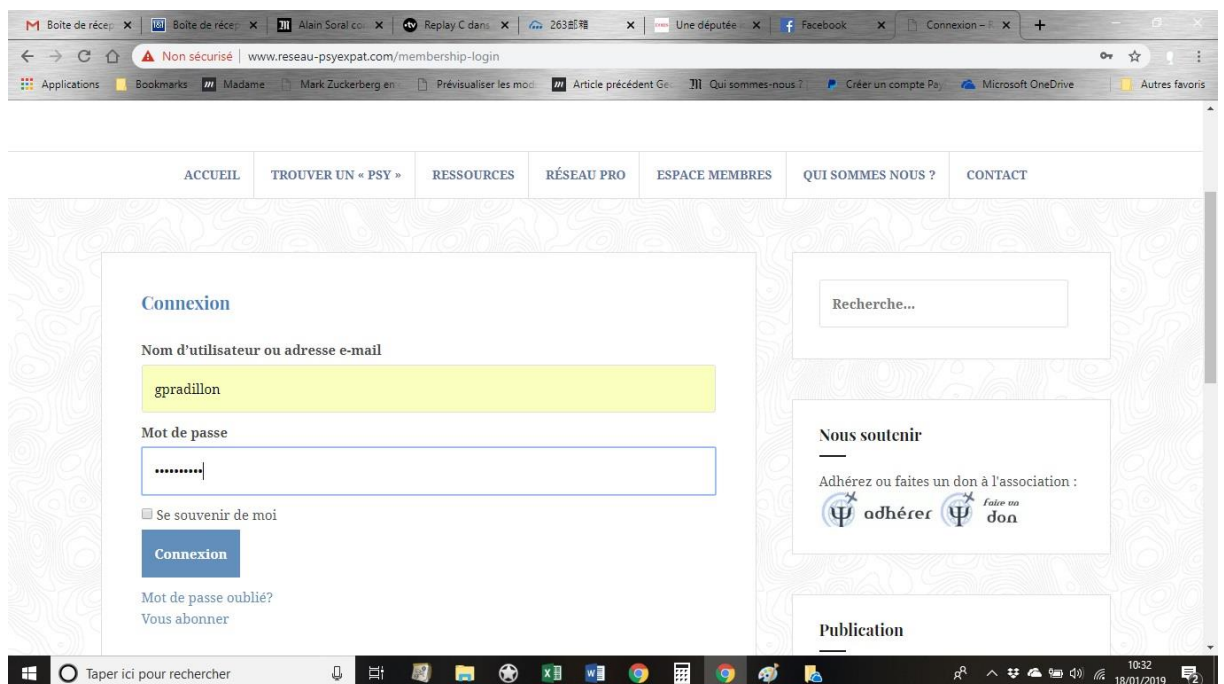 Boîte de récep Boîte de récep Alain Soral co Replay C dans 263邮箱 Une députée Facebook Connexion – R
Non sécurisé www.reseau-psyexpat.com/membership-login
Applications Bookmarks Madame Mark Zuckerberg en Prévisualiser les mod Article précédent Ge Qui sommes-nous ? Créer un compte Pay Microsoft OneDrive Autres favoris
ACCUEIL TROUVER UN « PSY » RESSOURCES RÉSEAU PRO ESPACE MEMBRES QUI SOMMES NOUS ? CONTACT
Connexion
Nom d'utilisateur ou adresse e-mail
gpradillon
Mot de passe
••••••••••
Se souvenir de moi
Connexion
Mot de passe oublié?
Vous abonner
Recherche...
Nous soutenir
Adhérez ou faites un don à l'association :
adhérer faire un
don
Publication
Taper ici pour rechercher
10:32
18/01/2019
2